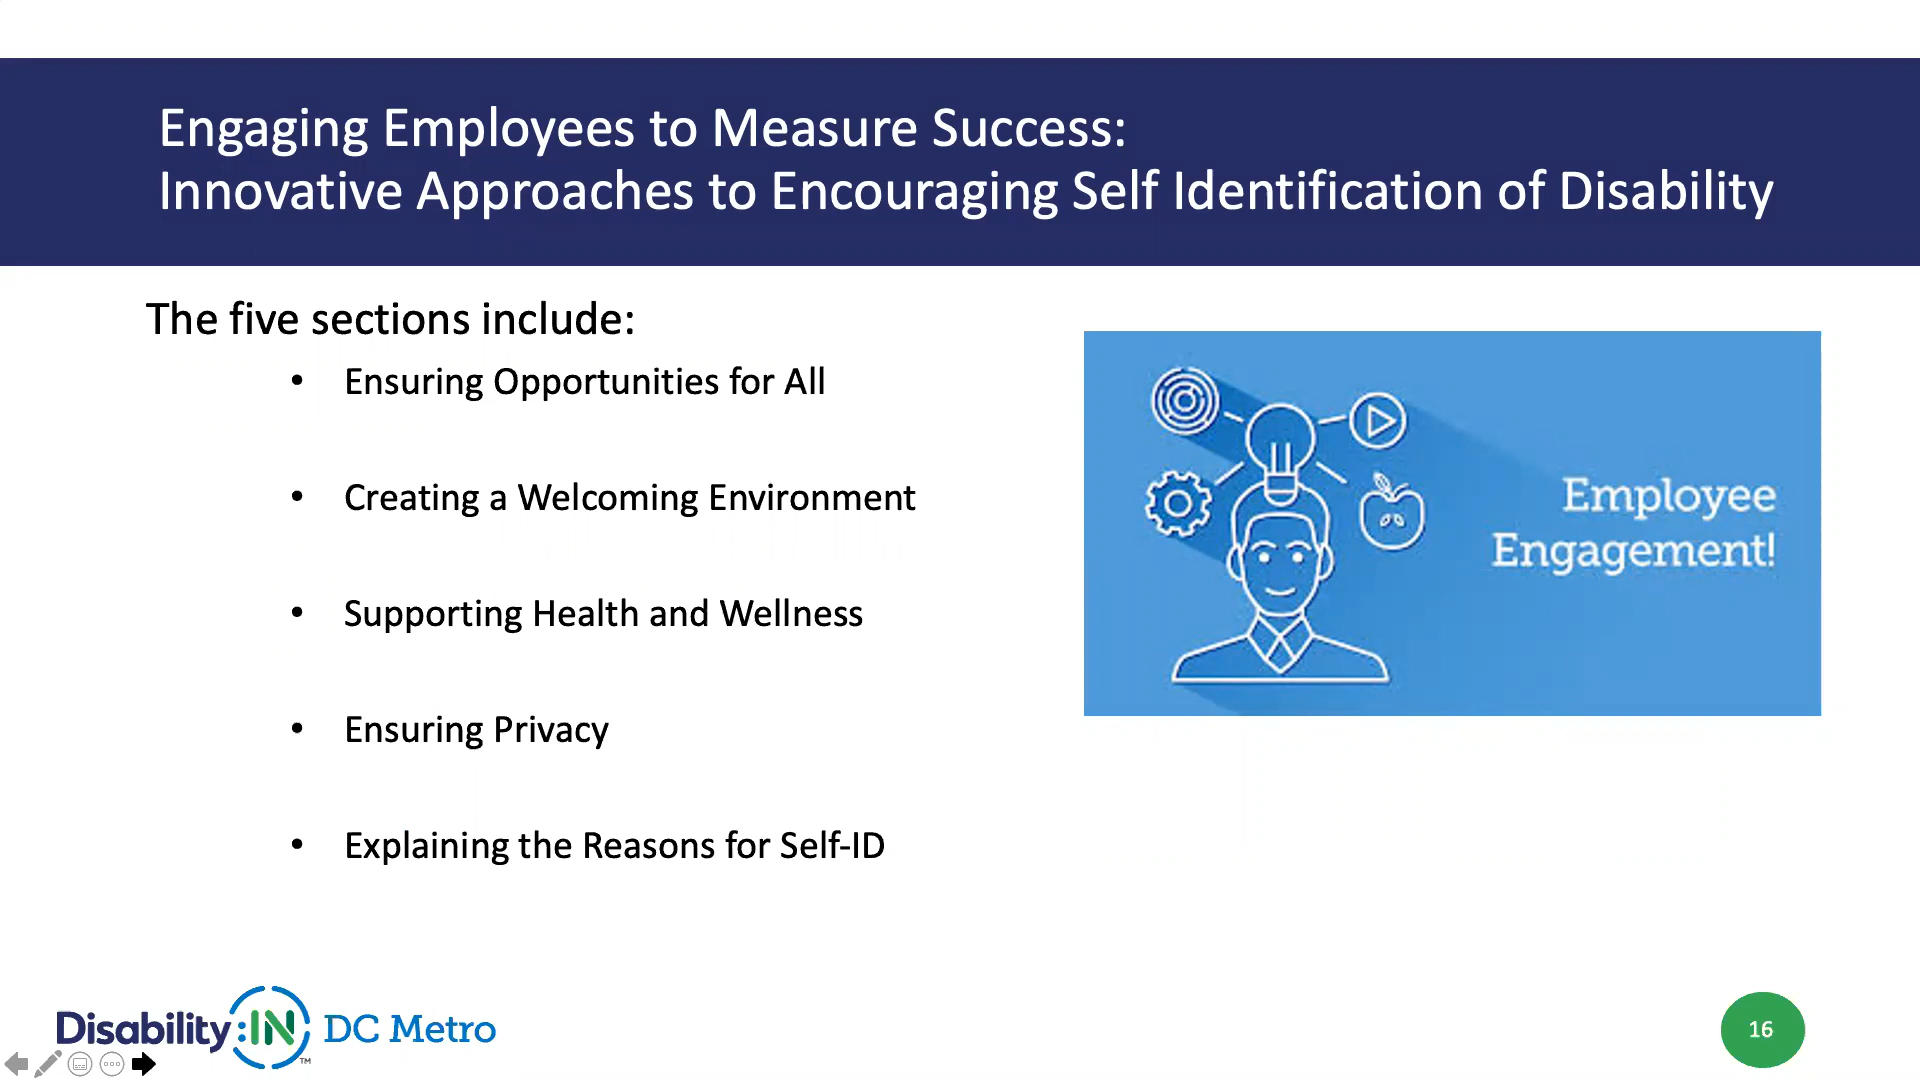 Engaging Employees to Measure Success:
Innovative Approaches to Encouraging Self Identification of Disability
The five sections include:
• Ensuring Opportunities for All
• Creating a Welcoming Environment
• Supporting Health and Wellness
• Ensuring Privacy
• Explaining the Reasons for Self-ID
Employee
Engagement!
Disability:IN™ DC Metro
16